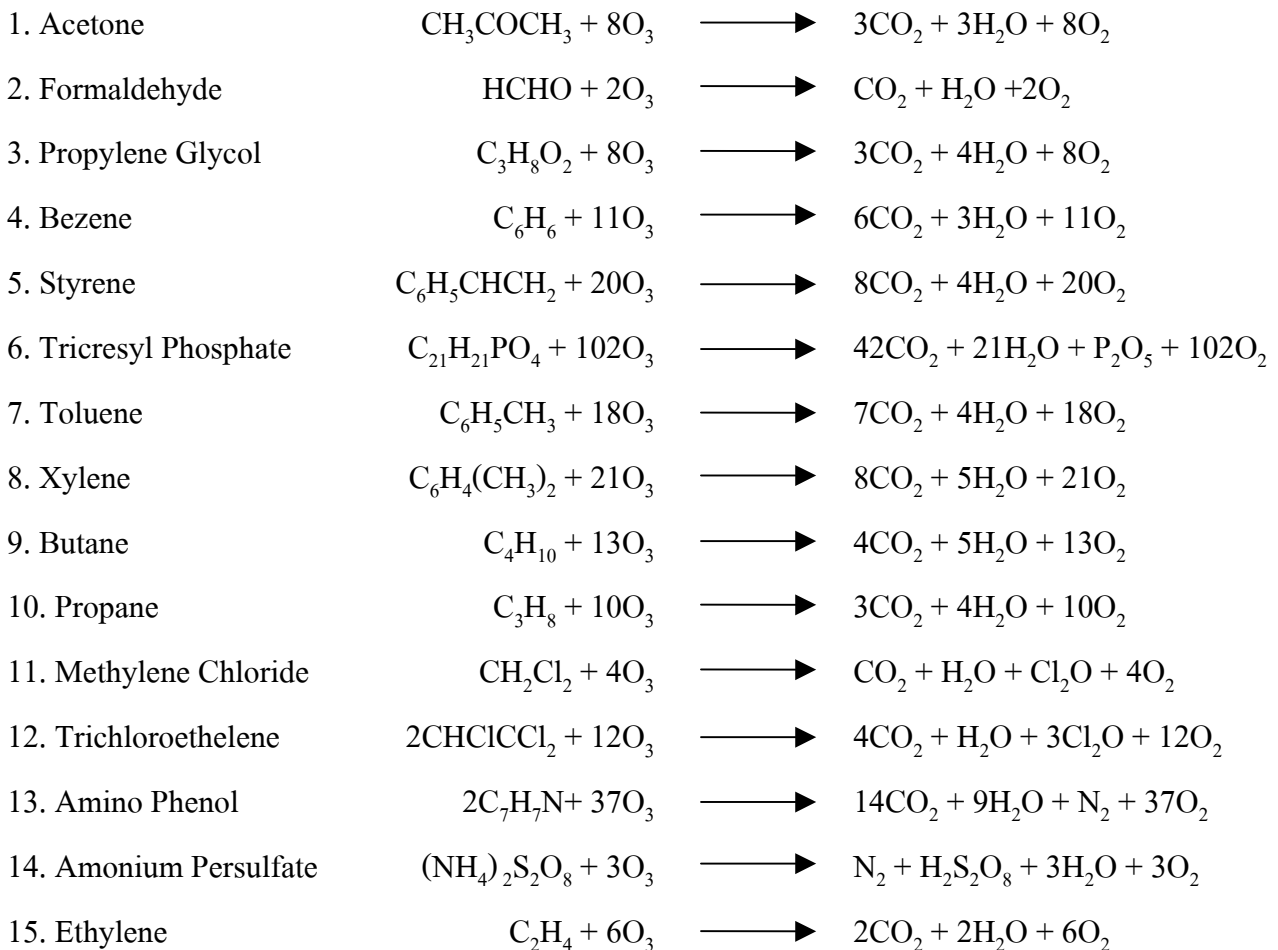 1. Acetone CH₃COCH₃ + 8O₃ ⟶ 3CO₂ + 3H₂O + 8O₂
2. Formaldehyde HCHO + 2O₃ ⟶ CO₂ + H₂O +2O₂
3. Propylene Glycol C₃H₈O₂ + 8O₃ ⟶ 3CO₂ + 4H₂O + 8O₂
4. Bezene C₆H₆ + 11O₃ ⟶ 6CO₂ + 3H₂O + 11O₂
5. Styrene C₆H₅CHCH₂ + 20O₃ ⟶ 8CO₂ + 4H₂O + 20O₂
6. Tricresyl Phosphate C₂₁H₂₁PO₄ + 102O₃ ⟶ 42CO₂ + 21H₂O + P₂O₅ + 102O₂
7. Toluene C₆H₅CH₃ + 18O₃ ⟶ 7CO₂ + 4H₂O + 18O₂
8. Xylene C₆H₄(CH₃)₂ + 21O₃ ⟶ 8CO₂ + 5H₂O + 21O₂
9. Butane C₄H₁₀ + 13O₃ ⟶ 4CO₂ + 5H₂O + 13O₂
10. Propane C₃H₈ + 10O₃ ⟶ 3CO₂ + 4H₂O + 10O₂
11. Methylene Chloride CH₂Cl₂ + 4O₃ ⟶ CO₂ + H₂O + Cl₂O + 4O₂
12. Trichloroethelene 2CHClCCl₂ + 12O₃ ⟶ 4CO₂ + H₂O + 3Cl₂O + 12O₂
13. Amino Phenol 2C₇H₇N+ 37O₃ ⟶ 14CO₂ + 9H₂O + N₂ + 37O₂
14. Amonium Persulfate (NH₄)₂S₂O₈ + 3O₃ ⟶ N₂ + H₂S₂O₈ + 3H₂O + 3O₂
15. Ethylene C₂H₄ + 6O₃ ⟶ 2CO₂ + 2H₂O + 6O₂